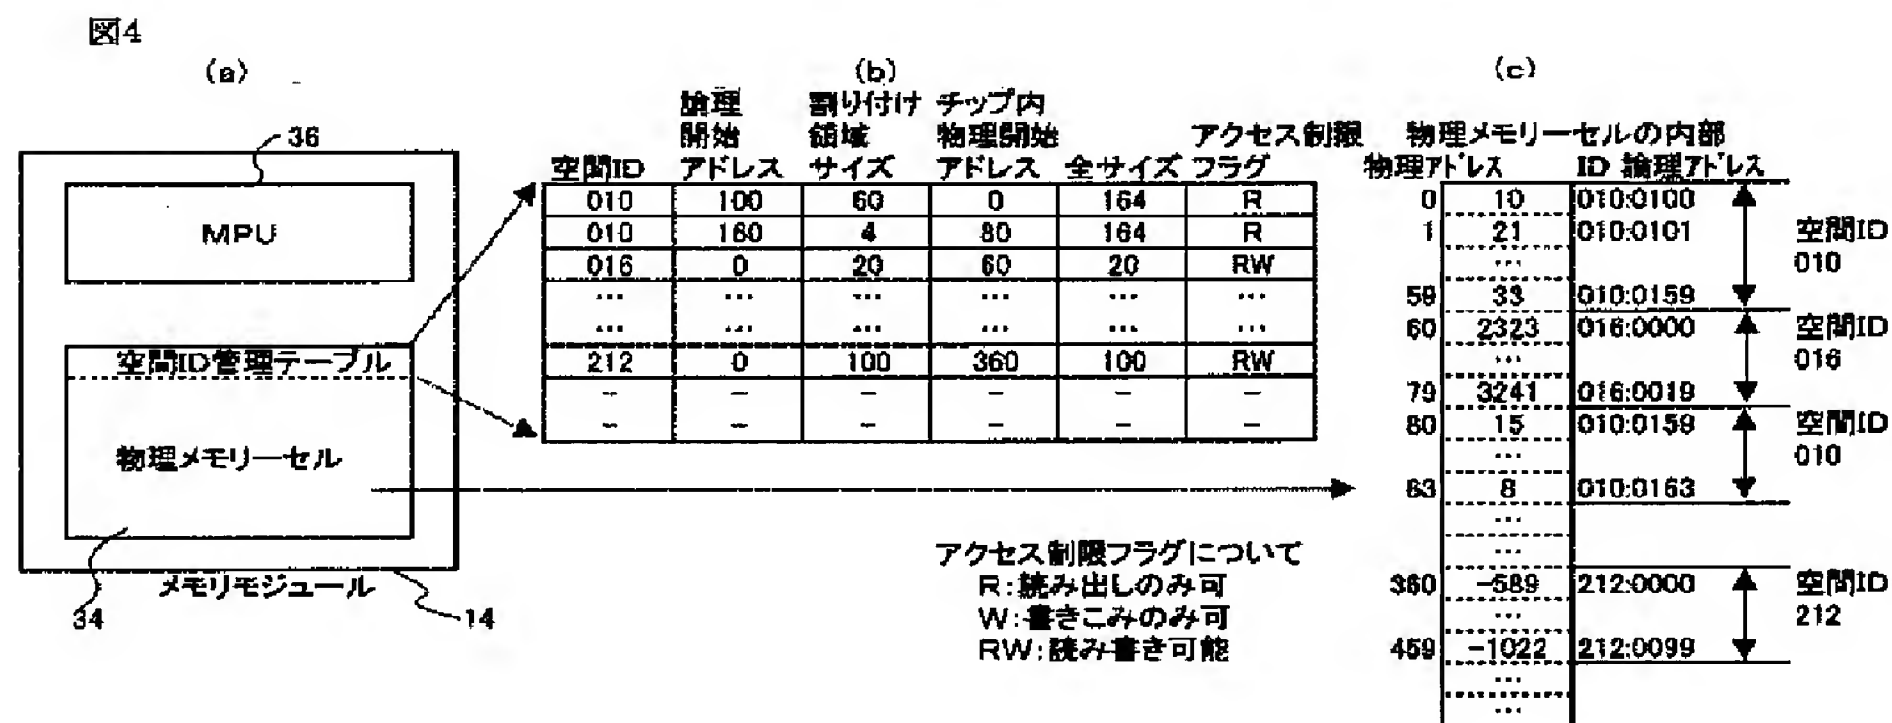 図4
(a)
36
MPU
空間ID管理テーブル
物理メモリーセル
メモリモジュール
34
14
(b)
論理 割り付け チップ内
開始 領域 物理開始 アクセス制限
空間ID アドレス サイズ アドレス 全サイズ フラグ
010 100 60 0 164 R
010 160 4 80 164 R
016 0 20 60 20 RW
… … … … … …
… … … … … …
212 0 100 360 100 RW
− − − − − −
− − − − − −
アクセス制限フラグについて
R:読み出しのみ可
W:書きこみのみ可
RW:読み書き可能
(c)
物理メモリーセルの内部
物理アドレス ID 論理アドレス
0 10 010:0100
1 21 010:0101 空間ID
… 010
59 33 010:0159
60 2323 016:0000 空間ID
… 016
79 3241 016:0019
80 15 010:0159 空間ID
… 010
83 8 010:0163
…
…
360 −589 212:0000 空間ID
… 212
459 −1022 212:0099
…
…